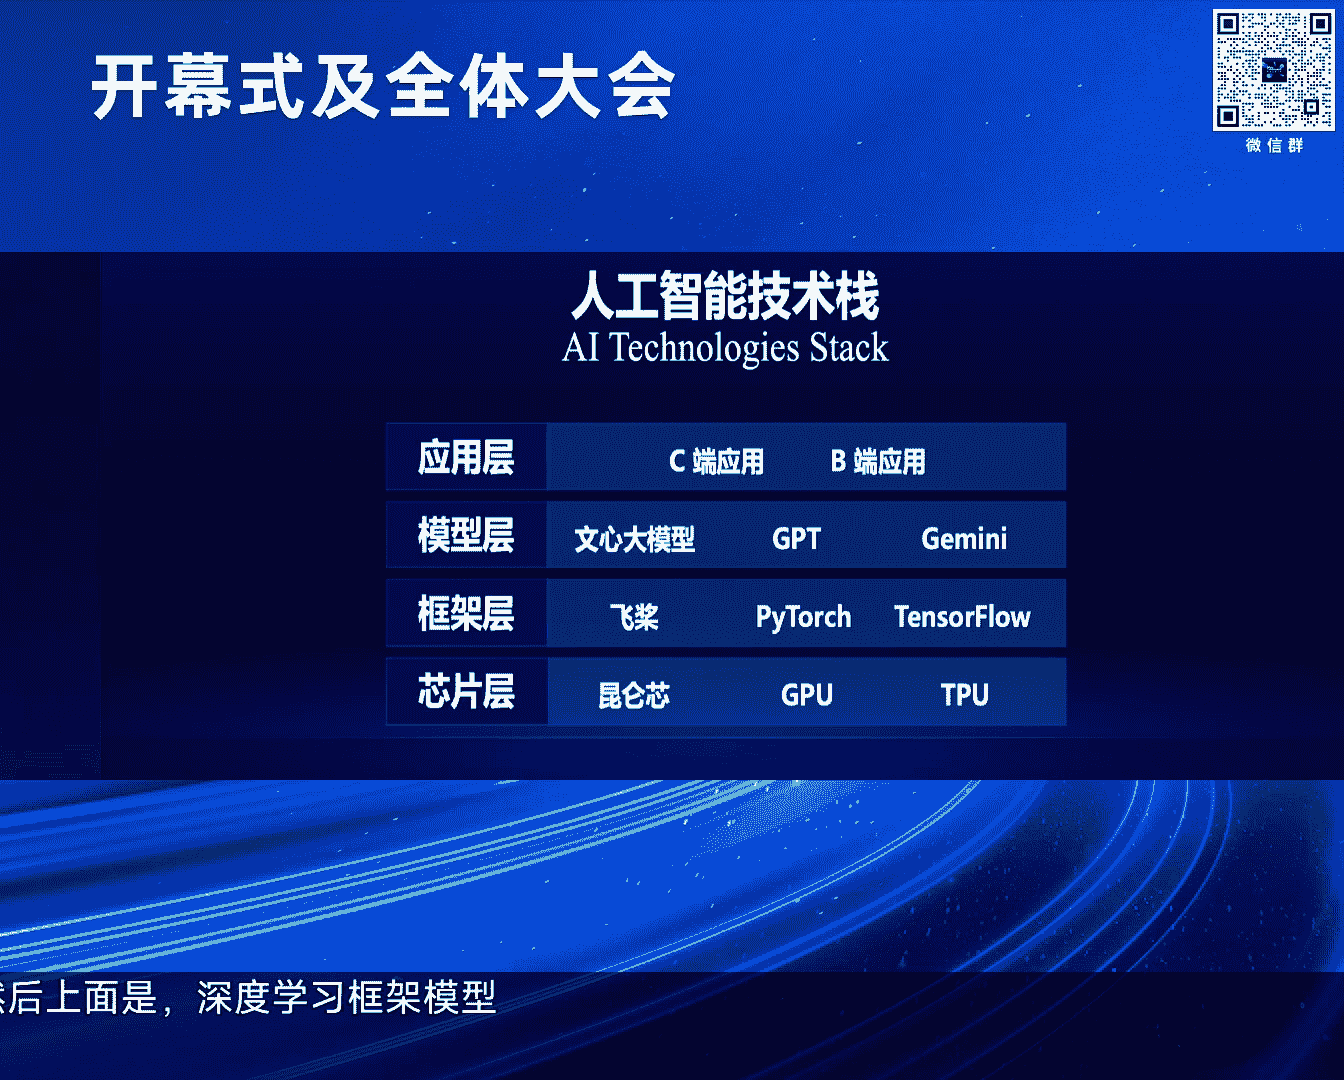 开幕式及全体大会
微信群
人工智能技术栈
AI Technologies Stack
应用层 C 端应用 B 端应用
模型层 文心大模型 GPT Gemini
框架层 飞桨 PyTorch TensorFlow
芯片层 昆仑芯 GPU TPU
后上面是，深度学习框架模型